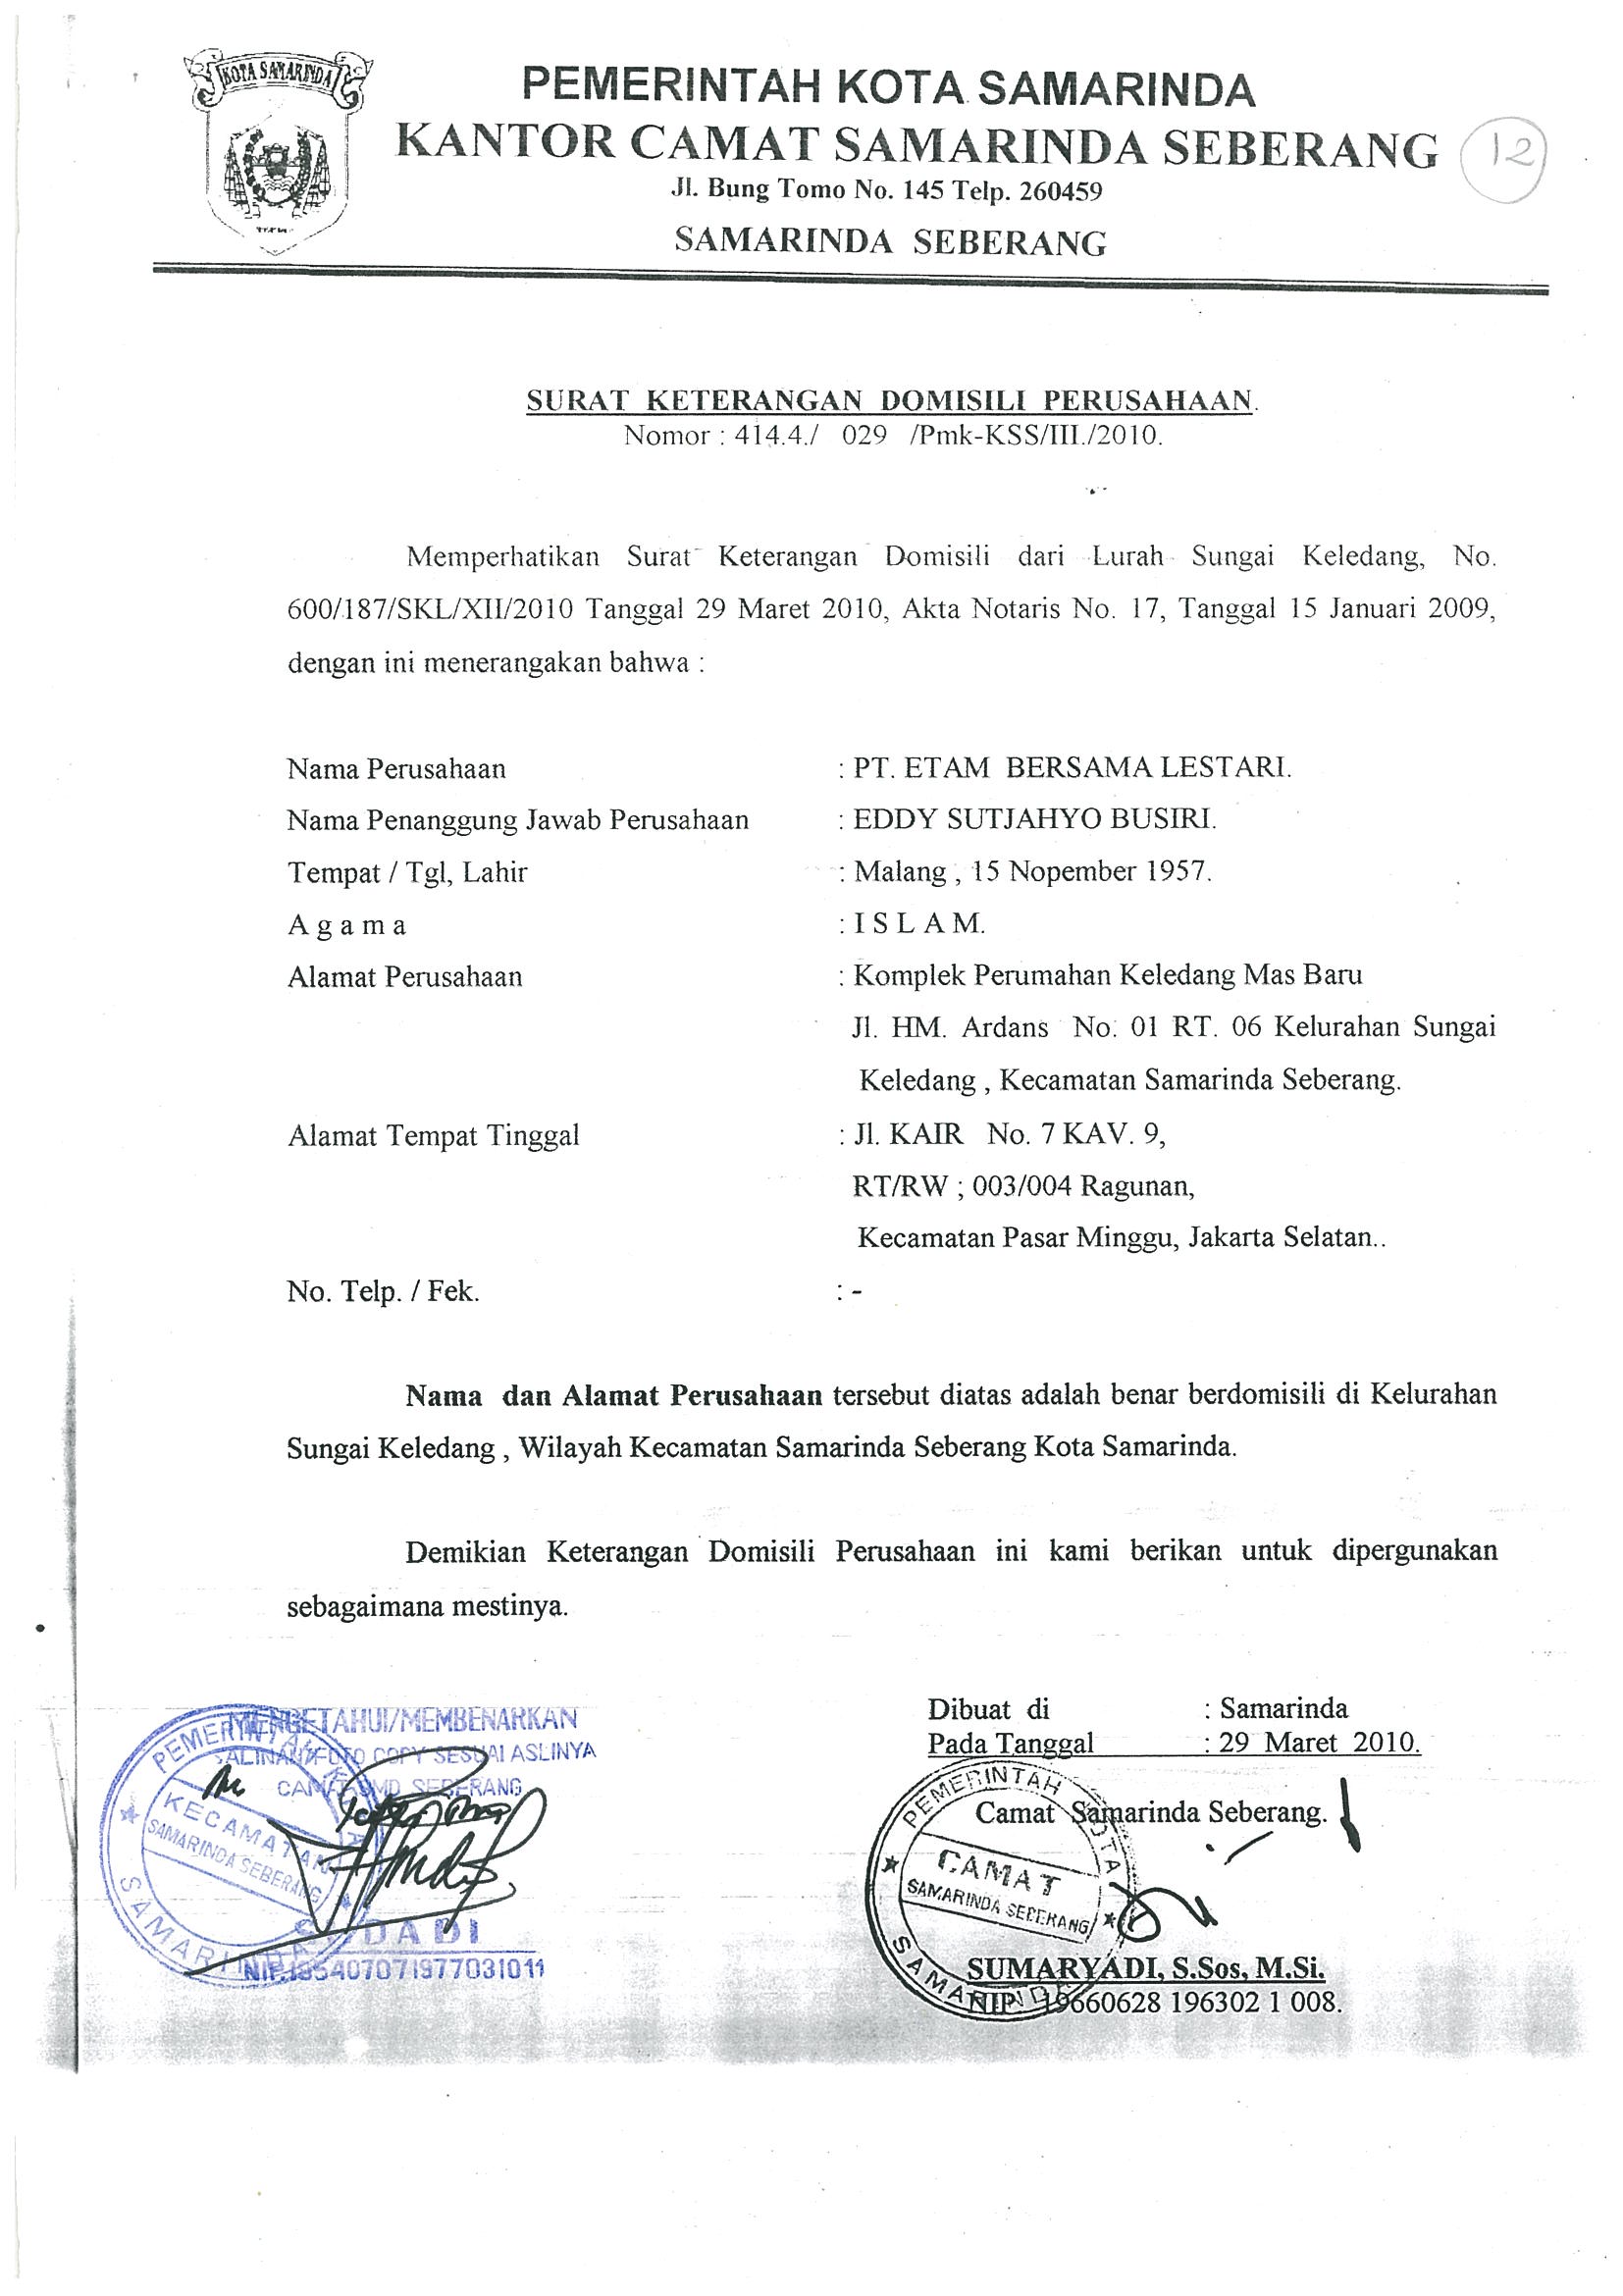 KOTA SAMARINDA
PEMERINTAH KOTA SAMARINDA
KANTOR CAMAT SAMARINDA SEBERANG
12
Jl. Bung Tomo No. 145 Telp. 260459
SAMARINDA SEBERANG
SURAT KETERANGAN DOMISILI PERUSAHAAN.
Nomor : 414.4./ 029 /Pmk-KSS/III./2010.
Memperhatikan Surat Keterangan Domisili dari Lurah Sungai Keledang, No.
600/187/SKL/XII/2010 Tanggal 29 Maret 2010, Akta Notaris No. 17, Tanggal 15 Januari 2009,
dengan ini menerangakan bahwa :
Nama Perusahaan : PT. ETAM BERSAMA LESTARI.
Nama Penanggung Jawab Perusahaan : EDDY SUTJAHYO BUSIRI.
Tempat / Tgl, Lahir : Malang , 15 Nopember 1957.
A g a m a : I S L A M.
Alamat Perusahaan : Komplek Perumahan Keledang Mas Baru
Jl. HM. Ardans No. 01 RT. 06 Kelurahan Sungai
Keledang , Kecamatan Samarinda Seberang.
Alamat Tempat Tinggal : Jl. KAIR No. 7 KAV. 9,
RT/RW ; 003/004 Ragunan,
Kecamatan Pasar Minggu, Jakarta Selatan..
No. Telp. / Fek. : -
Nama dan Alamat Perusahaan tersebut diatas adalah benar berdomisili di Kelurahan
Sungai Keledang , Wilayah Kecamatan Samarinda Seberang Kota Samarinda.
Demikian Keterangan Domisili Perusahaan ini kami berikan untuk dipergunakan
sebagaimana mestinya.
MENGETAHUI/MEMBENARKAN
SALINAN/FOTO COPY SESUAI ASLINYA
CAMAT SMD SEBERANG
KECAMATAN
SAMARINDA SEBERANG
SAMARINDA
NIP.195407071977031011
Dibuat di : Samarinda
Pada Tanggal : 29 Maret 2010.
Camat Samarinda Seberang.
PEMERINTAH KOTA
CAMAT
SAMARINDA SEBERANG
SAMARINDA
SUMARYADI, S.Sos, M.Si.
NIP. 19660628 196302 1 008.